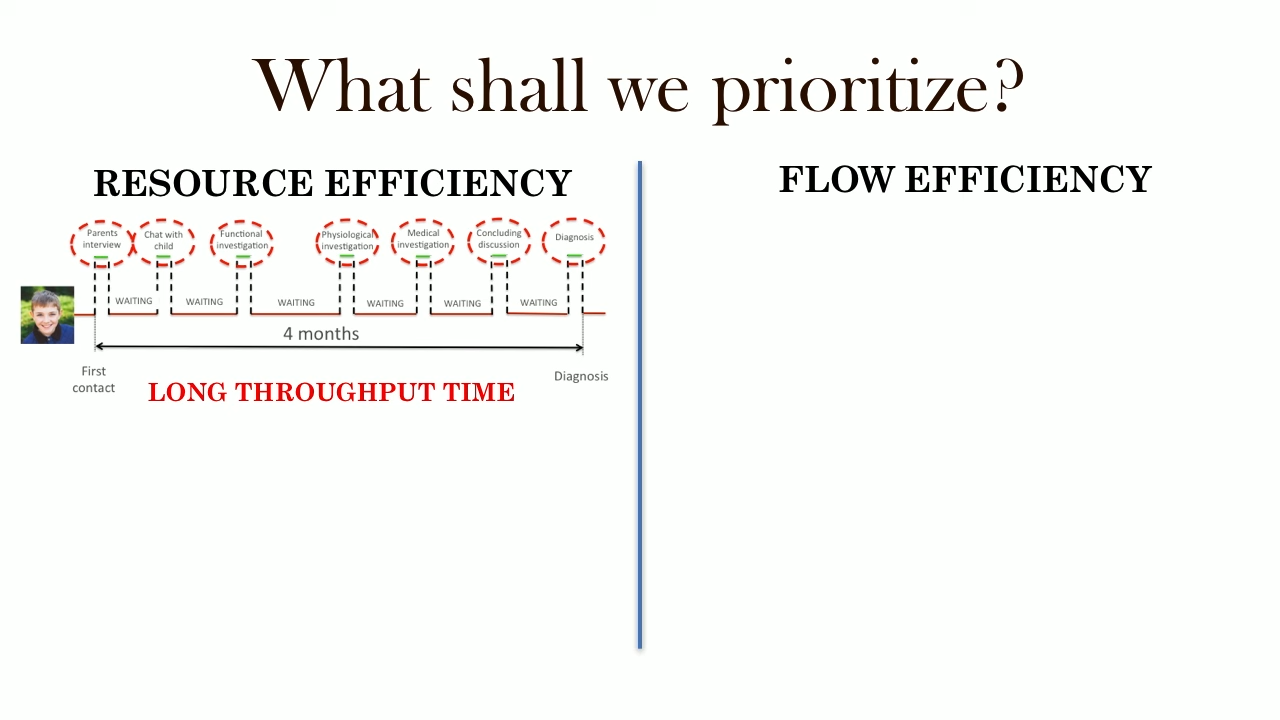 What shall we prioritize?
RESOURCE EFFICIENCY
Parents
interview
Chat with
child
Functional
investigation
Physiological
investigation
Medical
investigation
Concluding
discussion
Diagnosis
WAITING
WAITING
WAITING
WAITING
WAITING
WAITING
4 months
First
contact
Diagnosis
LONG THROUGHPUT TIME
FLOW EFFICIENCY